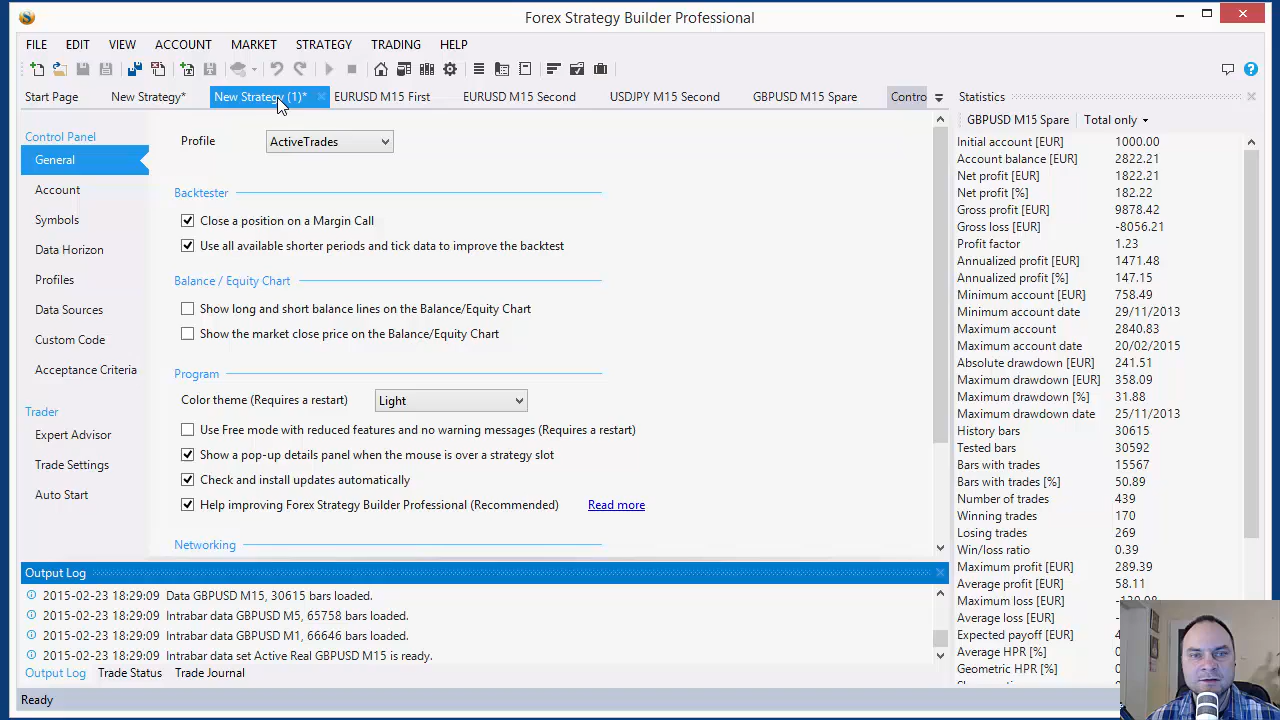 Forex Strategy Builder Professional
FILE EDIT VIEW ACCOUNT MARKET STRATEGY TRADING HELP
Start Page New Strategy* New Strategy (1)* EURUSD M15 First EURUSD M15 Second USDJPY M15 Second GBPUSD M15 Spare Contro
Control Panel
General
Account
Symbols
Data Horizon
Profiles
Data Sources
Custom Code
Acceptance Criteria
Trader
Expert Advisor
Trade Settings
Auto Start
Profile ActiveTrades
Backtester
Close a position on a Margin Call
Use all available shorter periods and tick data to improve the backtest
Balance / Equity Chart
Show long and short balance lines on the Balance/Equity Chart
Show the market close price on the Balance/Equity Chart
Program
Color theme (Requires a restart) Light
Use Free mode with reduced features and no warning messages (Requires a restart)
Show a pop-up details panel when the mouse is over a strategy slot
Check and install updates automatically
Help improving Forex Strategy Builder Professional (Recommended) Read more
Networking
Output Log
2015-02-23 18:29:09 Data GBPUSD M15, 30615 bars loaded.
2015-02-23 18:29:09 Intrabar data GBPUSD M5, 65758 bars loaded.
2015-02-23 18:29:09 Intrabar data GBPUSD M1, 66646 bars loaded.
2015-02-23 18:29:09 Intrabar data set Active Real GBPUSD M15 is ready.
Output Log Trade Status Trade Journal
Ready
Statistics
GBPUSD M15 Spare Total only
Initial account [EUR] 1000.00
Account balance [EUR] 2822.21
Net profit [EUR] 1822.21
Net profit [%] 182.22
Gross profit [EUR] 9878.42
Gross loss [EUR] -8056.21
Profit factor 1.23
Annualized profit [EUR] 1471.48
Annualized profit [%] 147.15
Minimum account [EUR] 758.49
Minimum account date 29/11/2013
Maximum account 2840.83
Maximum account date 20/02/2015
Absolute drawdown [EUR] 241.51
Maximum drawdown [EUR] 358.09
Maximum drawdown [%] 31.88
Maximum drawdown date 25/11/2013
History bars 30615
Tested bars 30592
Bars with trades 15567
Bars with trades [%] 50.89
Number of trades 439
Winning trades 170
Losing trades 269
Win/loss ratio 0.39
Maximum profit [EUR] 289.39
Average profit [EUR] 58.11
Maximum loss [EUR]
Average loss [EUR]
Expected payoff [EUR]
Average HPR [%]
Geometric HPR [%]